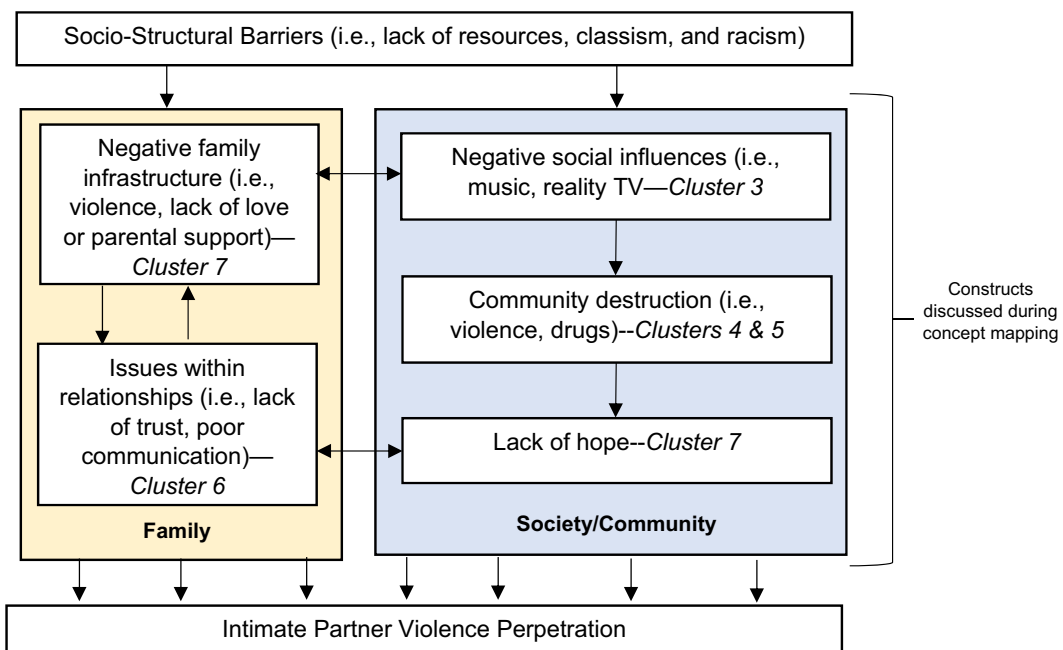 Socio-Structural Barriers (i.e., lack of resources, classism, and racism)
Negative family
infrastructure (i.e.,
violence, lack of love
or parental support)—
Cluster 7
Issues within
relationships (i.e., lack
of trust, poor
communication)—
Cluster 6
Family
Negative social influences (i.e.,
music, reality TV—Cluster 3
Community destruction (i.e.,
violence, drugs)--Clusters 4 & 5
Lack of hope--Cluster 7
Society/Community
Constructs
discussed during
concept mapping
Intimate Partner Violence Perpetration